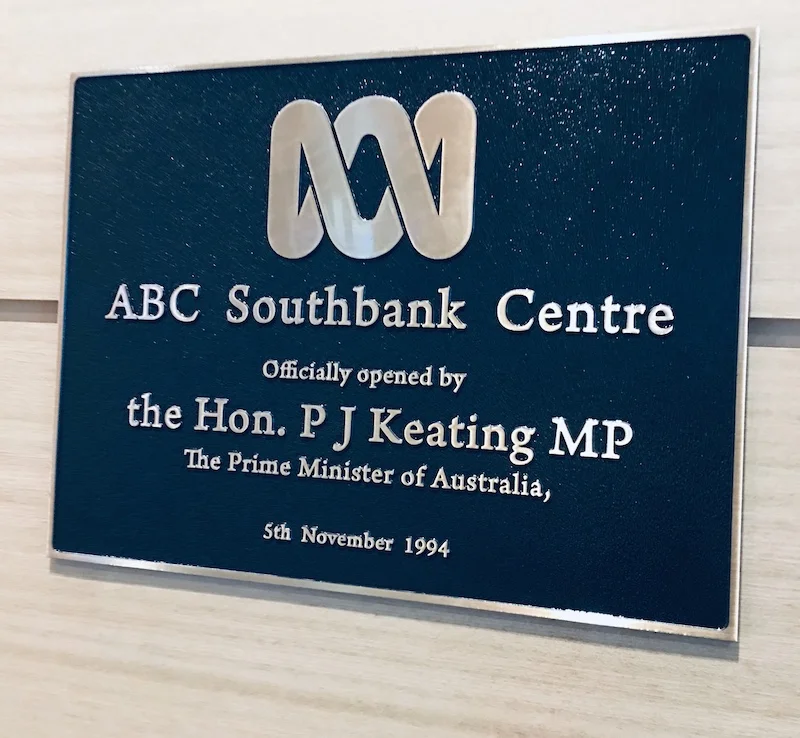 ABC Southbank Centre
Officially opened by
the Hon. P J Keating MP
The Prime Minister of Australia,
5th November 1994